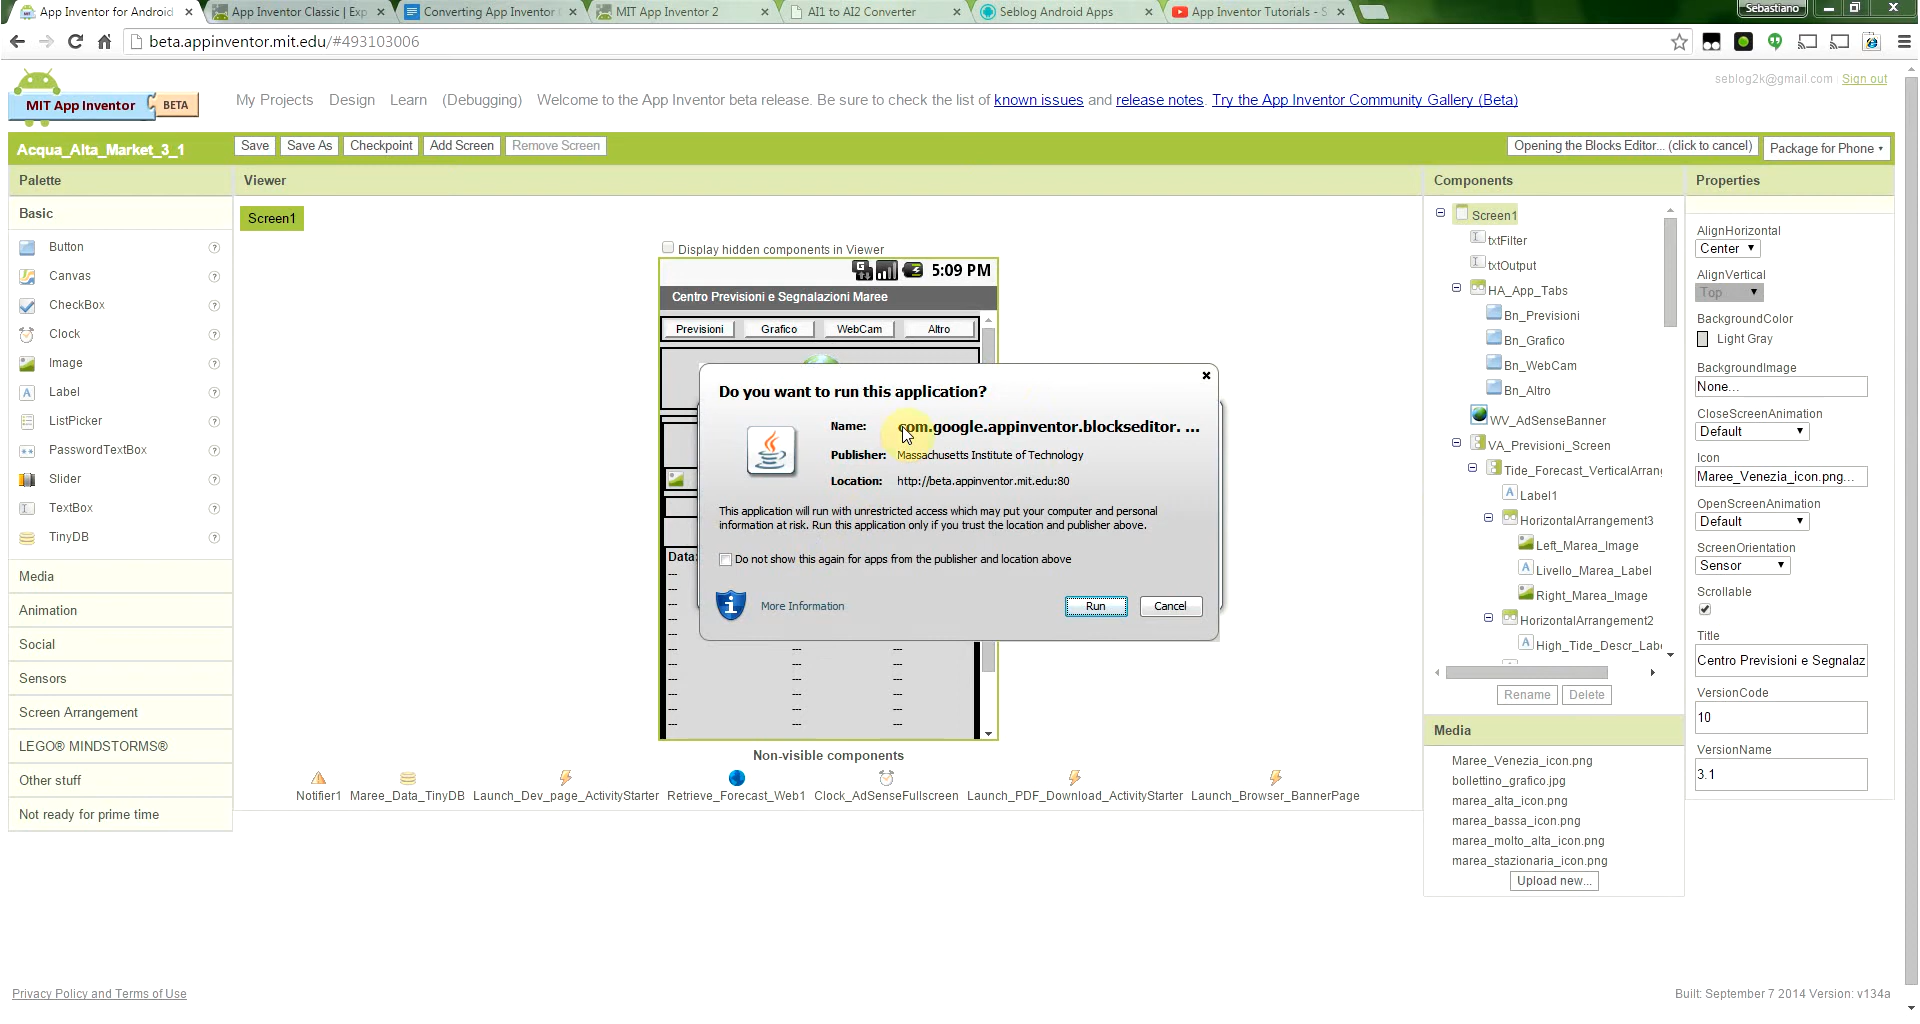 App Inventor for Android
App Inventor Classic | Exp
Converting App Inventor
MIT App Inventor 2
AI1 to AI2 Converter
Seblog Android Apps
App Inventor Tutorials - S
Sebastiano
beta.appinventor.mit.edu/#493103006
seblog2k@gmail.com Sign out
MIT App Inventor BETA
My Projects Design Learn (Debugging) Welcome to the App Inventor beta release. Be sure to check the list of known issues and release notes. Try the App Inventor Community Gallery (Beta)
Acqua_Alta_Market_3_1
Save Save As Checkpoint Add Screen Remove Screen
Opening the Blocks Editor... (click to cancel) Package for Phone
Palette
Basic
Button ?
Canvas ?
CheckBox ?
Clock ?
Image ?
Label ?
ListPicker ?
PasswordTextBox ?
Slider ?
TextBox ?
TinyDB ?
Media
Animation
Social
Sensors
Screen Arrangement
LEGO® MINDSTORMS®
Other stuff
Not ready for prime time
Viewer
Screen1
Display hidden components in Viewer
5:09 PM
Centro Previsioni e Segnalazioni Maree
Previsioni Grafico WebCam Altro
Do you want to run this application?
Name: com.google.appinventor.blockseditor. ...
Publisher: Massachusetts Institute of Technology
Location: http://beta.appinventor.mit.edu:80
This application will run with unrestricted access which may put your computer and personal
information at risk. Run this application only if you trust the location and publisher above.
Do not show this again for apps from the publisher and location above
More Information
Run Cancel
Data:
---
---
---
---
---
--- --- ---
--- --- ---
--- --- ---
--- --- ---
--- --- ---
--- --- ---
Non-visible components
Notifier1 Maree_Data_TinyDB Launch_Dev_page_ActivityStarter Retrieve_Forecast_Web1 Clock_AdSenseFullscreen Launch_PDF_Download_ActivityStarter Launch_Browser_BannerPage
Components
Screen1
txtFilter
txtOutput
HA_App_Tabs
Bn_Previsioni
Bn_Grafico
Bn_WebCam
Bn_Altro
WV_AdSenseBanner
VA_Previsioni_Screen
Tide_Forecast_VerticalArrang
Label1
HorizontalArrangement3
Left_Marea_Image
Livello_Marea_Label
Right_Marea_Image
HorizontalArrangement2
High_Tide_Descr_Labe
Rename Delete
Media
Maree_Venezia_icon.png
bollettino_grafico.jpg
marea_alta_icon.png
marea_bassa_icon.png
marea_molto_alta_icon.png
marea_stazionaria_icon.png
Upload new...
Properties
AlignHorizontal
Center
AlignVertical
Top
BackgroundColor
Light Gray
BackgroundImage
None...
CloseScreenAnimation
Default
Icon
Maree_Venezia_icon.png...
OpenScreenAnimation
Default
ScreenOrientation
Sensor
Scrollable
Title
Centro Previsioni e Segnalaz
VersionCode
10
VersionName
3.1
Privacy Policy and Terms of Use
Built: September 7 2014 Version: v134a